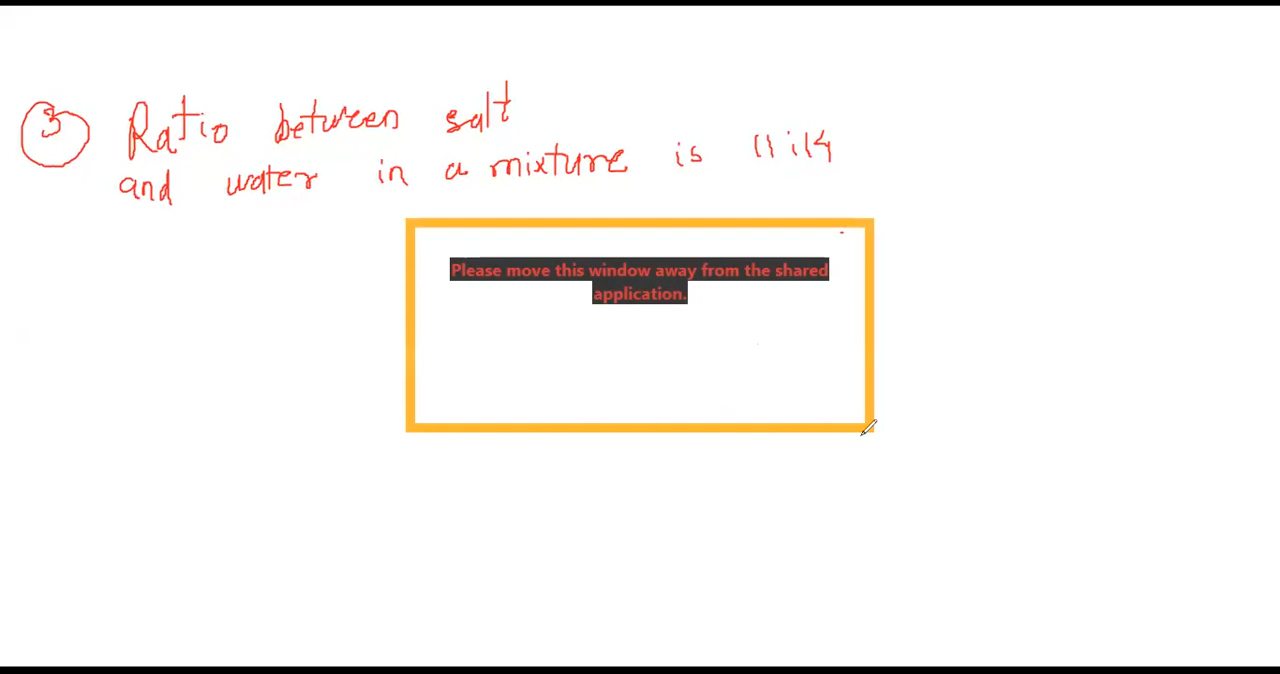 3 Ratio between salt
and water in a mixture is 11:14
Please move this window away from the shared
application.